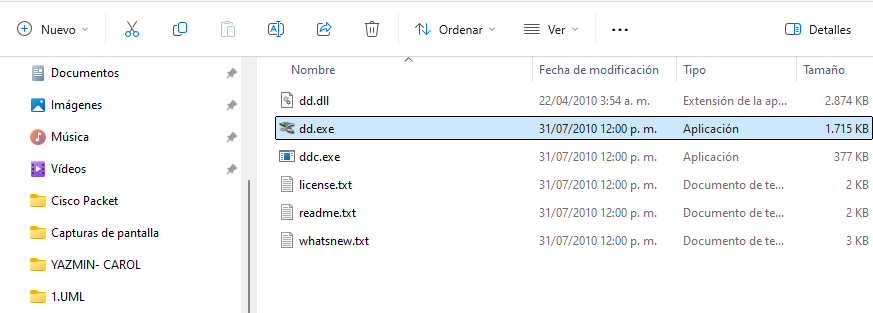 Nuevo Ordenar Ver Detalles
Nombre Fecha de modificación Tipo Tamaño
Documentos
Imágenes
Música
Vídeos
Cisco Packet
Capturas de pantalla
YAZMIN- CAROL
1.UML
dd.dll 22/04/2010 3:54 a. m. Extensión de la ap... 2.874 KB
dd.exe 31/07/2010 12:00 p. m. Aplicación 1.715 KB
ddc.exe 31/07/2010 12:00 p. m. Aplicación 377 KB
license.txt 31/07/2010 12:00 p. m. Documento de te... 2 KB
readme.txt 31/07/2010 12:00 p. m. Documento de te... 2 KB
whatsnew.txt 31/07/2010 12:00 p. m. Documento de te... 3 KB